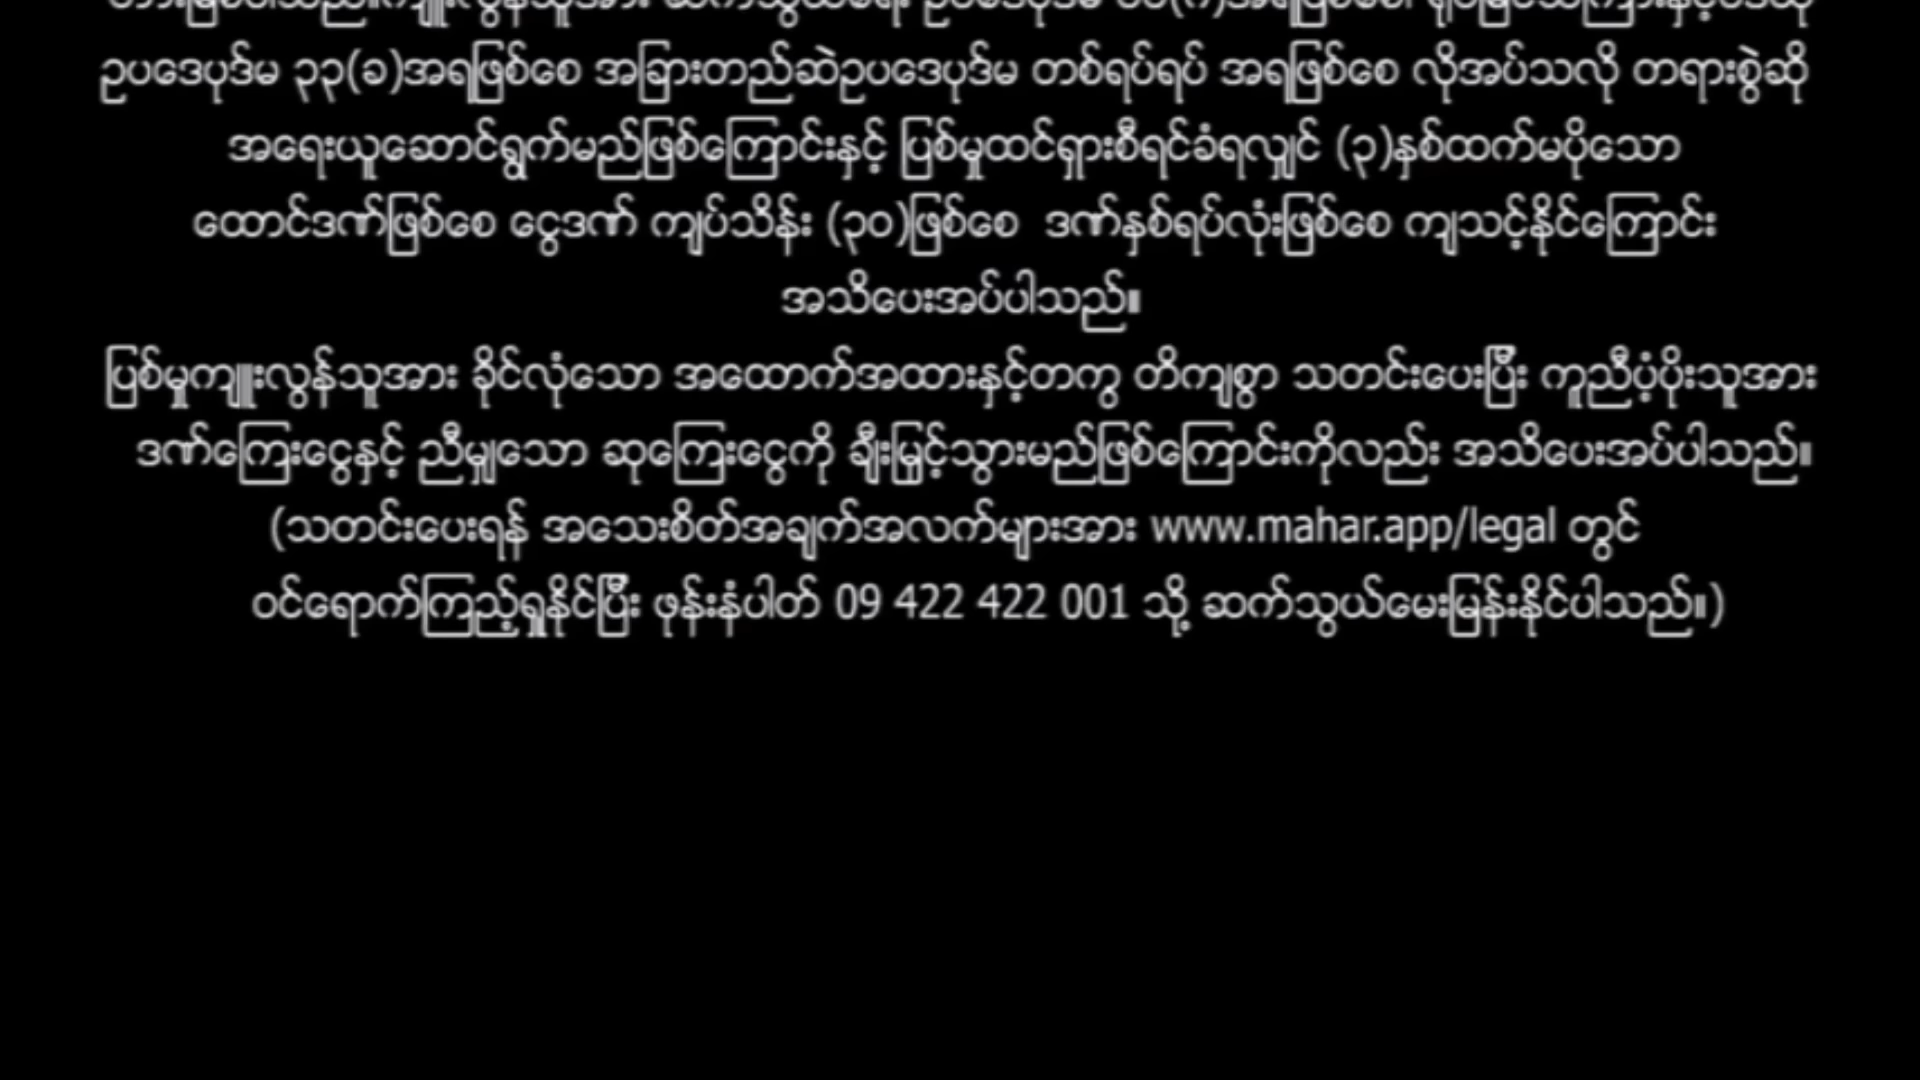 ဥပဒေပုဒ်မ ၃၃(ခ)အရဖြစ်စေ အခြားတည်ဆဲဥပဒေပုဒ်မ တစ်ရပ်ရပ် အရဖြစ်စေ လိုအပ်သလို တရားစွဲဆို
အရေးယူဆောင်ရွက်မည်ဖြစ်ကြောင်းနှင့် ပြစ်မှုထင်ရှားစီရင်ခံရလျှင် (၃)နှစ်ထက်မပိုသော
ထောင်ဒဏ်ဖြစ်စေ ငွေဒဏ် ကျပ်သိန်း (၃၀)ဖြစ်စေ ဒဏ်နှစ်ရပ်လုံးဖြစ်စေ ကျသင့်နိုင်ကြောင်း
အသိပေးအပ်ပါသည်။
ပြစ်မှုကျူးလွန်သူအား ခိုင်လုံသော အထောက်အထားနှင့်တကွ တိကျစွာ သတင်းပေးပြီး ကူညီပံ့ပိုးသူအား
ဒဏ်ကြေးငွေနှင့် ညီမျှသော ဆုကြေးငွေကို ချီးမြှင့်သွားမည်ဖြစ်ကြောင်းကိုလည်း အသိပေးအပ်ပါသည်။
(သတင်းပေးရန် အသေးစိတ်အချက်အလက်များအား www.mahar.app/legal တွင်
ဝင်ရောက်ကြည့်ရှုနိုင်ပြီး ဖုန်းနံပါတ် 09 422 422 001 သို့ ဆက်သွယ်မေးမြန်းနိုင်ပါသည်။)